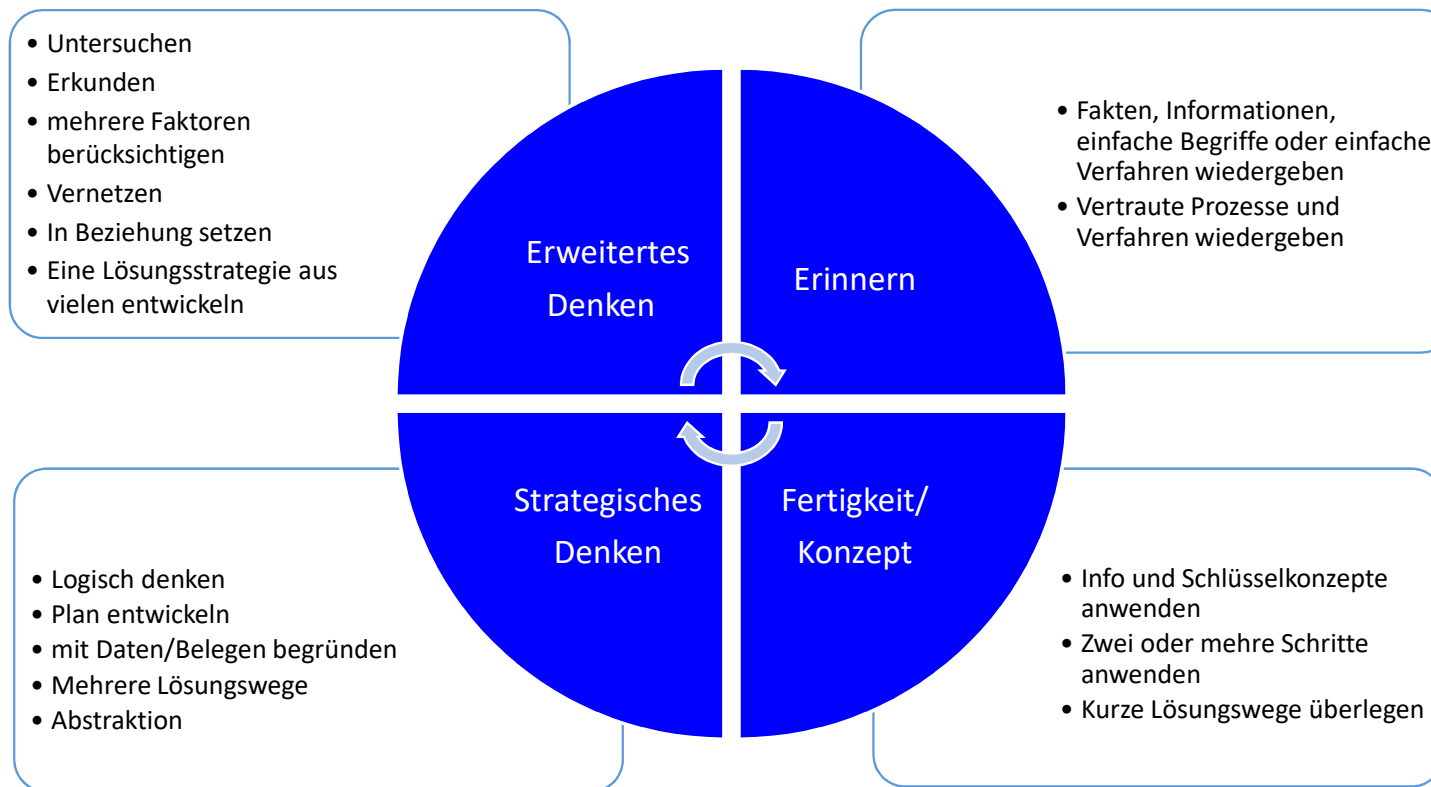 • Untersuchen
• Erkunden
• mehrere Faktoren
berücksichtigen
• Vernetzen
• In Beziehung setzen
• Eine Lösungsstrategie aus
vielen entwickeln
• Fakten, Informationen,
einfache Begriffe oder einfache
Verfahren wiedergeben
• Vertraute Prozesse und
Verfahren wiedergeben
Erweitertes
Denken
Erinnern
Strategisches
Denken
Fertigkeit/
Konzept
• Logisch denken
• Plan entwickeln
• mit Daten/Belegen begründen
• Mehrere Lösungswege
• Abstraktion
• Info und Schlüsselkonzepte
anwenden
• Zwei oder mehre Schritte
anwenden
• Kurze Lösungswege überlegen